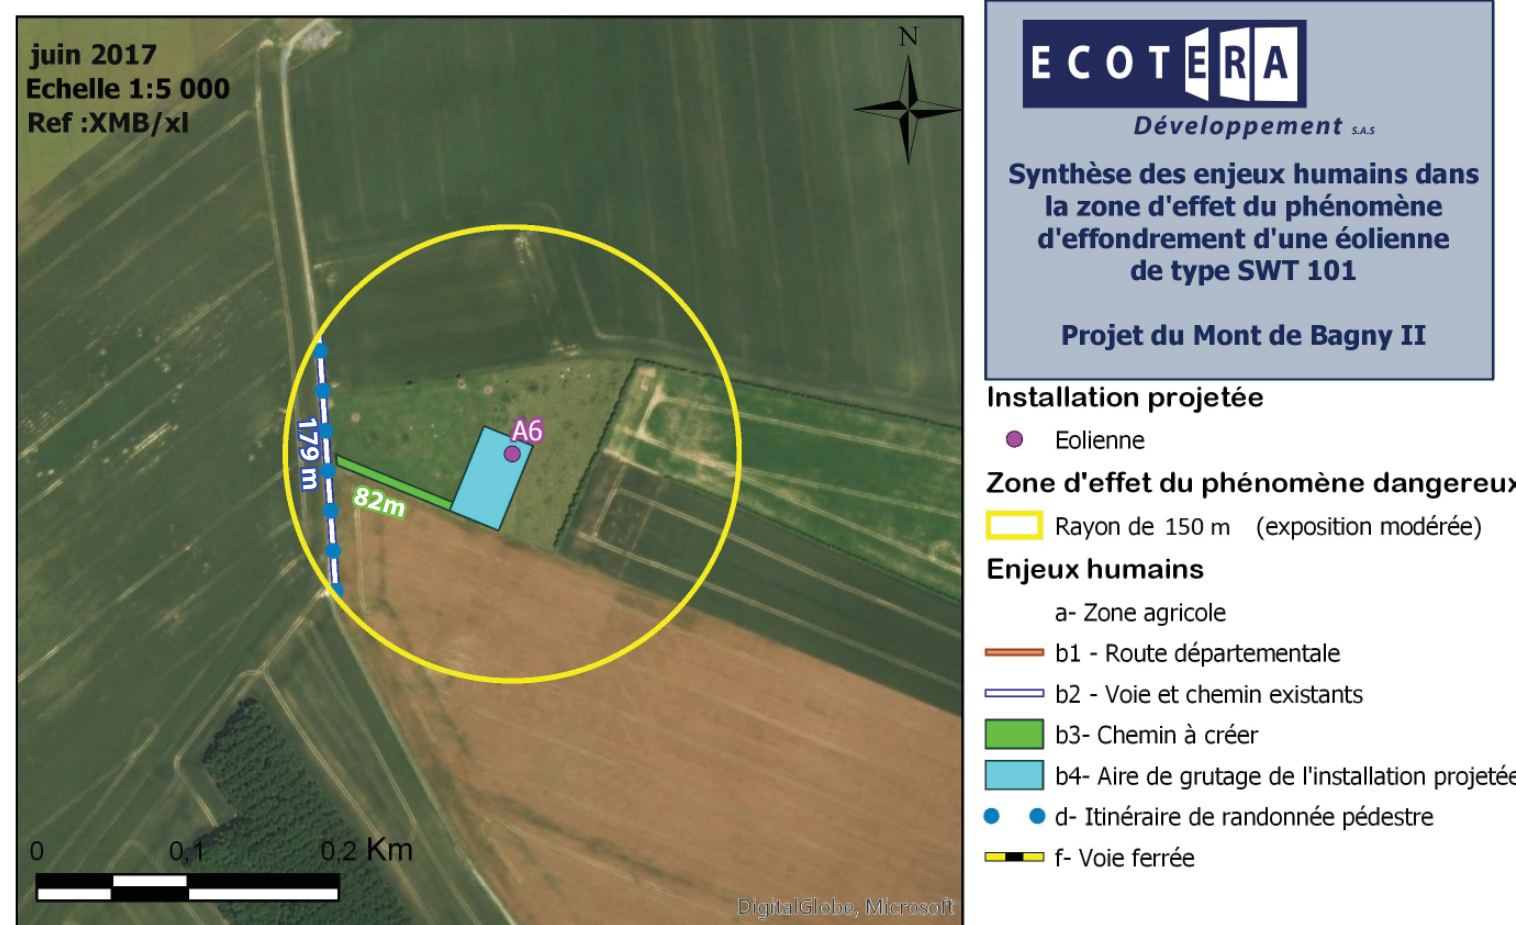 juin 2017
Echelle 1:5 000
Ref :XMB/xl
N
179 m
82m
A6
0 0,1 0,2 Km
DigitalGlobe, Microsoft
ECOTERA
Développement S.A.S
Synthèse des enjeux humains dans
la zone d'effet du phénomène
d'effondrement d'une éolienne
de type SWT 101
Projet du Mont de Bagny II
Installation projetée
Eolienne
Zone d'effet du phénomène dangereux
Rayon de 150 m (exposition modérée)
Enjeux humains
a- Zone agricole
b1 - Route départementale
b2 - Voie et chemin existants
b3- Chemin à créer
b4- Aire de grutage de l'installation projetée
d- Itinéraire de randonnée pédestre
f- Voie ferrée